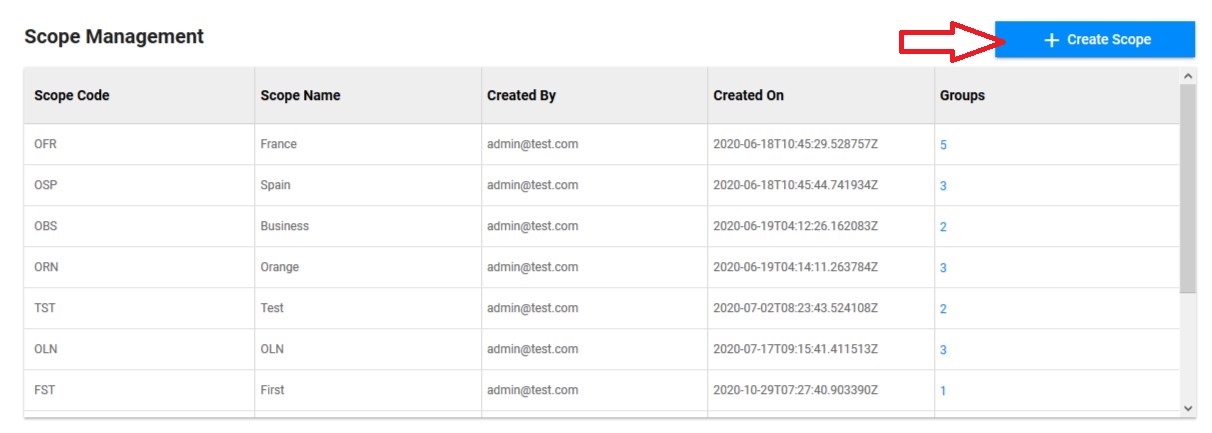 Scope Management
+ Create Scope
Scope Code Scope Name Created By Created On Groups
OFR France admin@test.com 2020-06-18T10:45:29.528757Z 5
OSP Spain admin@test.com 2020-06-18T10:45:44.741934Z 3
OBS Business admin@test.com 2020-06-19T04:12:26.162083Z 2
ORN Orange admin@test.com 2020-06-19T04:14:11.263784Z 3
TST Test admin@test.com 2020-07-02T08:23:43.524108Z 2
OLN OLN admin@test.com 2020-07-17T09:15:41.411513Z 3
FST First admin@test.com 2020-10-29T07:27:40.903390Z 1